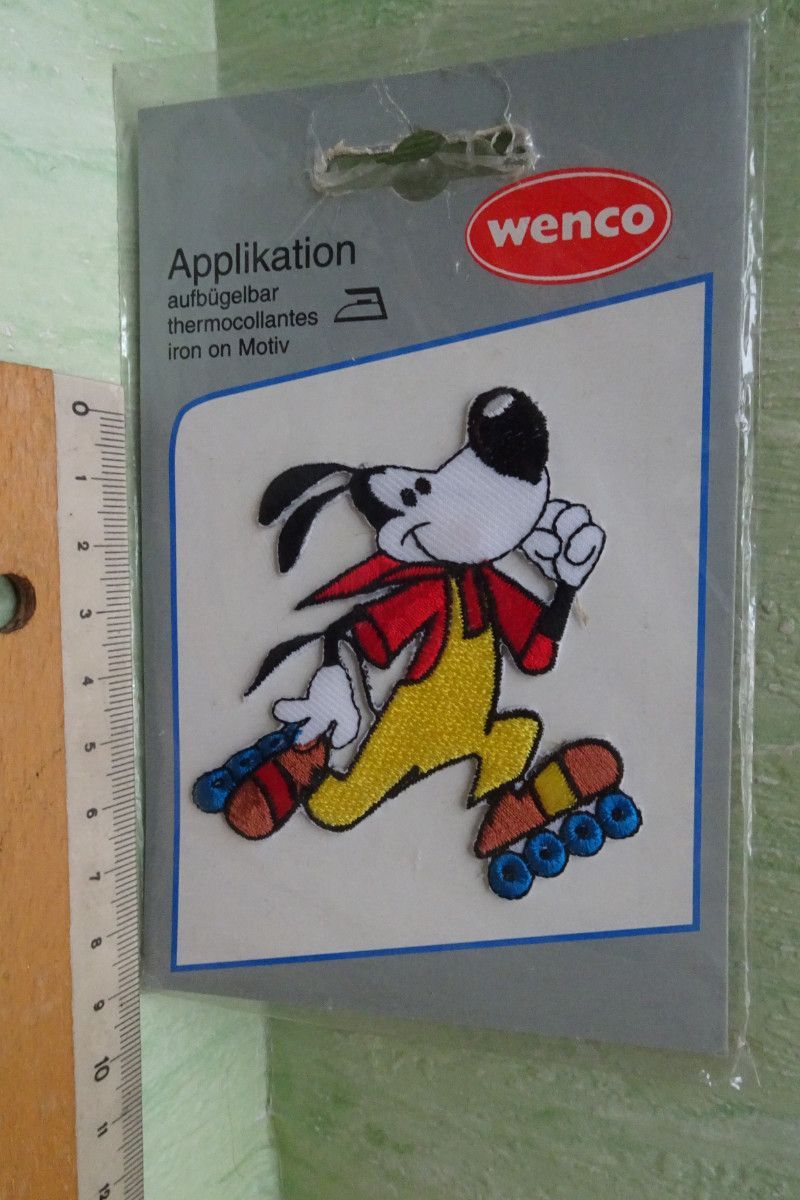 wenco
Applikation
aufbügelbar
thermocollantes
iron on Motiv
0
1
2
3
4
5
6
7
8
9
10
11
12